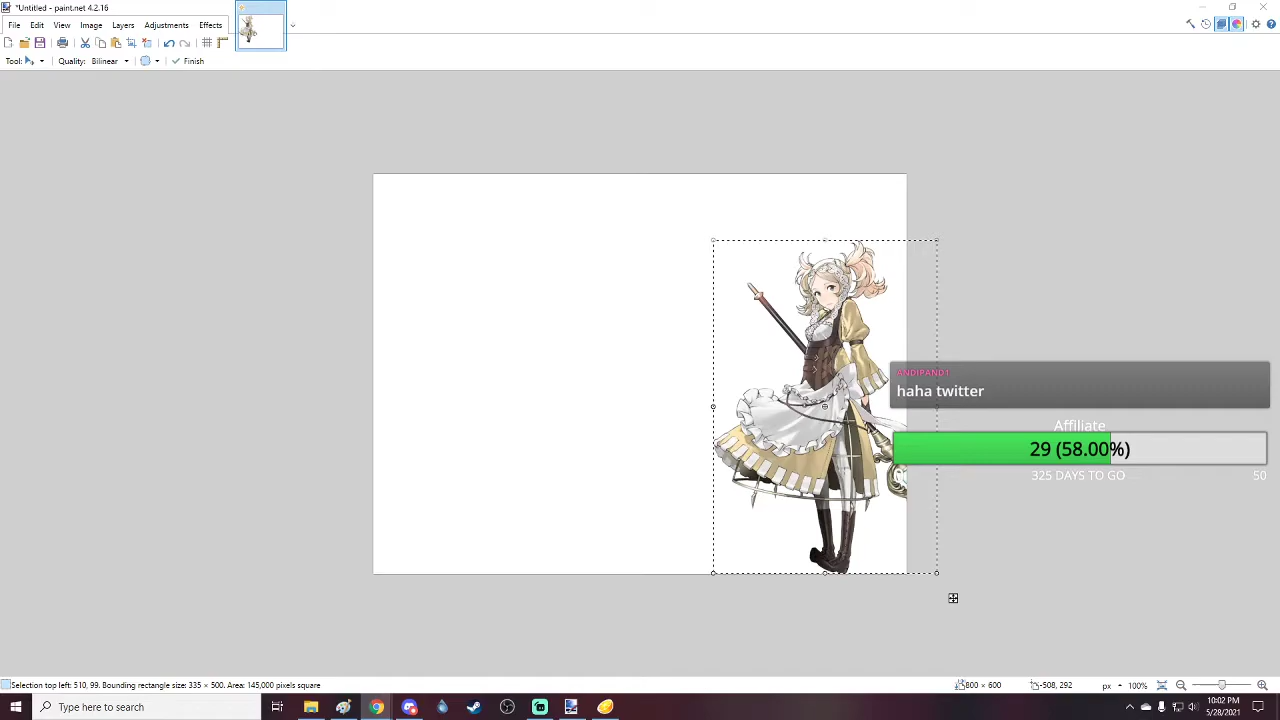 *Untitled - paint.net 4.2.16
File Edit View Image Layers Adjustments Effects
Tool: Quality: Bilinear Finish
ANDIPAND1
haha twitter
Affiliate
29 (58.00%)
325 DAYS TO GO 50
Selection top left: 510, 99. Bounding rectangle size: 335 × 500. Area: 145,000 pixels square 800 × 600 -508, 292 px 100%
Type here to search
10:02 PM
5/28/2021